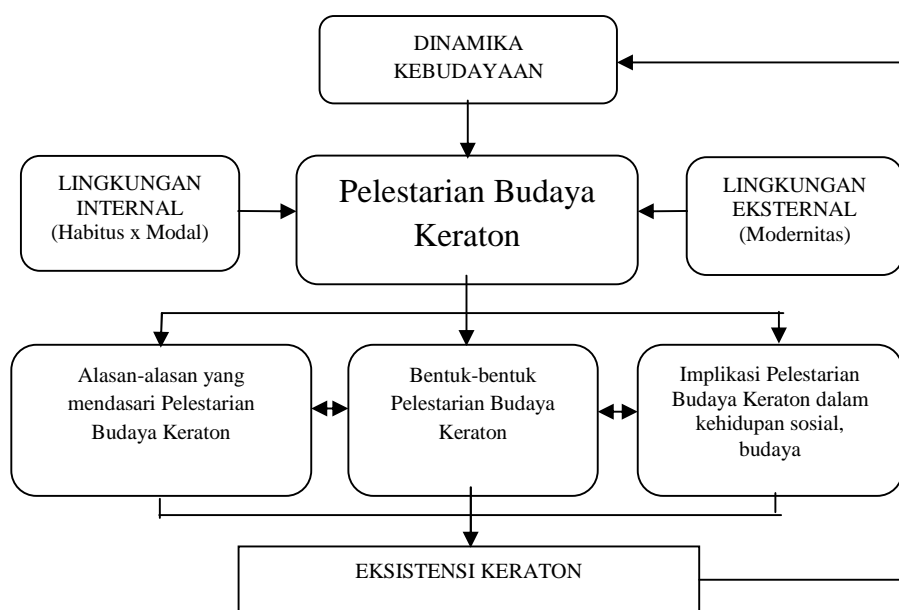 DINAMIKA
KEBUDAYAAN
LINGKUNGAN
INTERNAL
(Habitus x Modal)
Pelestarian Budaya
Keraton
LINGKUNGAN
EKSTERNAL
(Modernitas)
Alasan-alasan yang
mendasari Pelestarian
Budaya Keraton
Bentuk-bentuk
Pelestarian Budaya
Keraton
Implikasi Pelestarian
Budaya Keraton dalam
kehidupan sosial,
budaya
EKSISTENSI KERATON